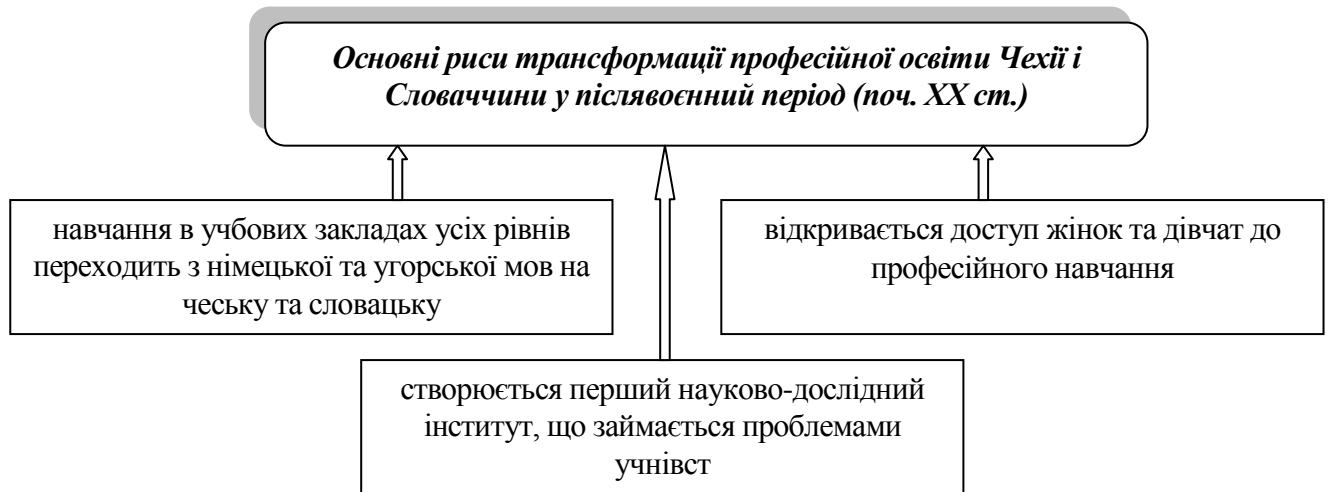 Основні риси трансформації професійної освіти Чехії і
Словаччини у післявоєнний період (поч. XX ст.)
навчання в учбових закладах усіх рівнів
переходить з німецької та угорської мов на
чеську та словацьку
відкривається доступ жінок та дівчат до
професійного навчання
створюється перший науково-дослідний
інститут, що займається проблемами
учнівст